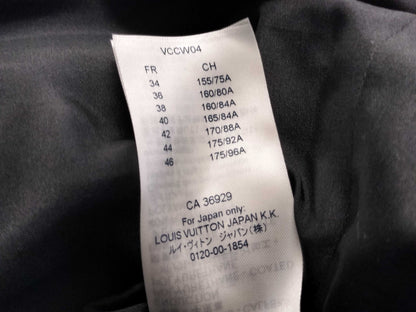 VCCW04
FR CH
34 155/75A
36 160/80A
38 160/84A
40 165/84A
42 170/88A
44 175/92A
46 175/96A
CA 36929
For Japan only:
LOUIS VUITTON JAPAN K.K.
ルイ・ヴィトン ジャパン(株)
0120-00-1854